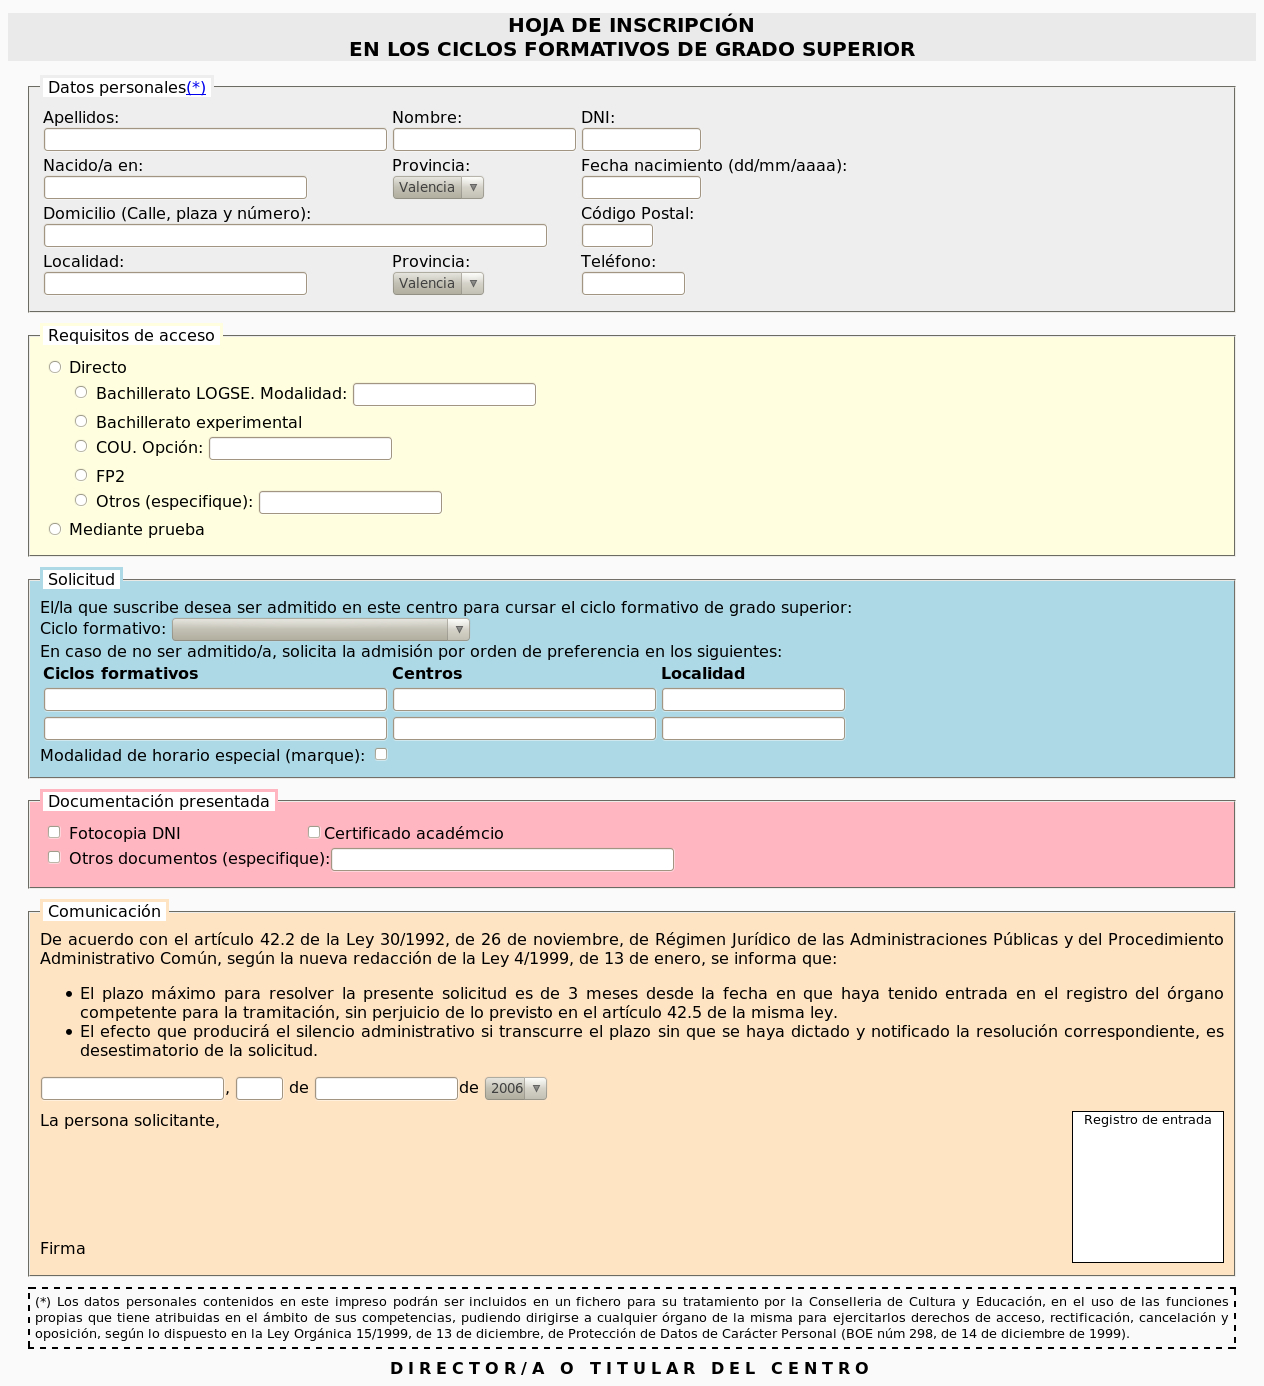 HOJA DE INSCRIPCIÓN
EN LOS CICLOS FORMATIVOS DE GRADO SUPERIOR
Datos personales(*)
Apellidos: Nombre: DNI:
Nacido/a en: Provincia: Fecha nacimiento (dd/mm/aaaa):
Valencia
Domicilio (Calle, plaza y número): Código Postal:
Localidad: Provincia: Teléfono:
Valencia
Requisitos de acceso
Directo
Bachillerato LOGSE. Modalidad:
Bachillerato experimental
COU. Opción:
FP2
Otros (especifique):
Mediante prueba
Solicitud
El/la que suscribe desea ser admitido en este centro para cursar el ciclo formativo de grado superior:
Ciclo formativo:
En caso de no ser admitido/a, solicita la admisión por orden de preferencia en los siguientes:
Ciclos formativos Centros Localidad
Modalidad de horario especial (marque):
Documentación presentada
Fotocopia DNI Certificado académcio
Otros documentos (especifique):
Comunicación
De acuerdo con el artículo 42.2 de la Ley 30/1992, de 26 de noviembre, de Régimen Jurídico de las Administraciones Públicas y del Procedimiento
Administrativo Común, según la nueva redacción de la Ley 4/1999, de 13 de enero, se informa que:
• El plazo máximo para resolver la presente solicitud es de 3 meses desde la fecha en que haya tenido entrada en el registro del órgano
competente para la tramitación, sin perjuicio de lo previsto en el artículo 42.5 de la misma ley.
• El efecto que producirá el silencio administrativo si transcurre el plazo sin que se haya dictado y notificado la resolución correspondiente, es
desestimatorio de la solicitud.
, de de 2006
La persona solicitante, Registro de entrada
Firma
(*) Los datos personales contenidos en este impreso podrán ser incluidos en un fichero para su tratamiento por la Conselleria de Cultura y Educación, en el uso de las funciones
propias que tiene atribuidas en el ámbito de sus competencias, pudiendo dirigirse a cualquier órgano de la misma para ejercitarlos derechos de acceso, rectificación, cancelación y
oposición, según lo dispuesto en la Ley Orgánica 15/1999, de 13 de diciembre, de Protección de Datos de Carácter Personal (BOE núm 298, de 14 de diciembre de 1999).
DIRECTOR/A O TITULAR DEL CENTRO